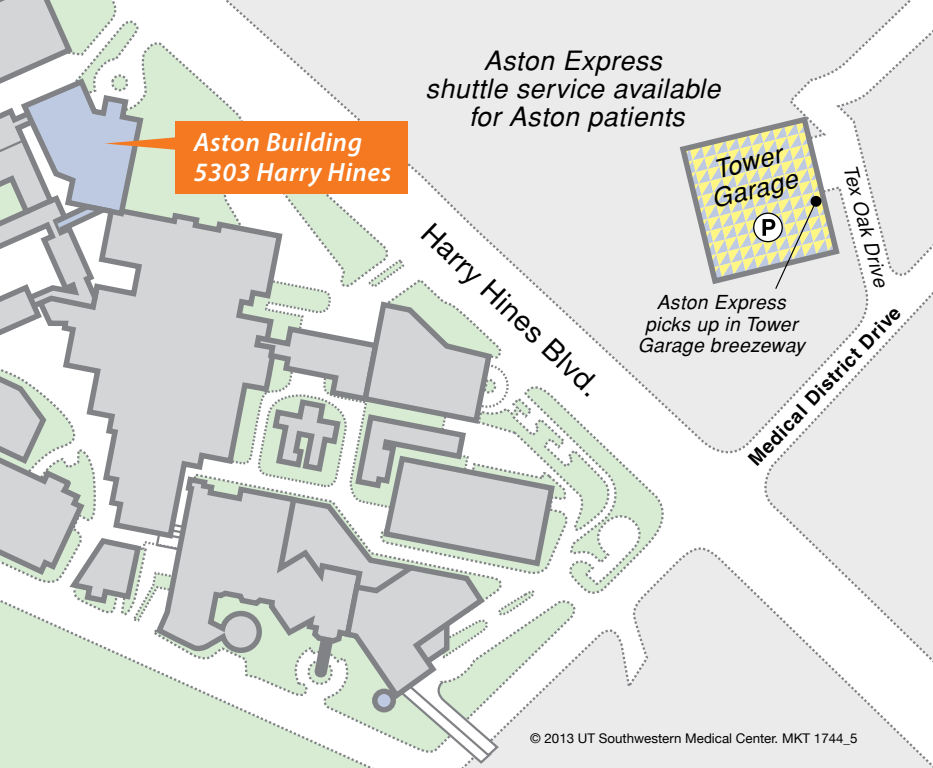 Aston Express
shuttle service available
for Aston patients
Aston Building
5303 Harry Hines
Tower
Garage
P
Tex Oak Drive
Harry Hines Blvd.
Aston Express
picks up in Tower
Garage breezeway
Medical District Drive
© 2013 UT Southwestern Medical Center. MKT 1744_5